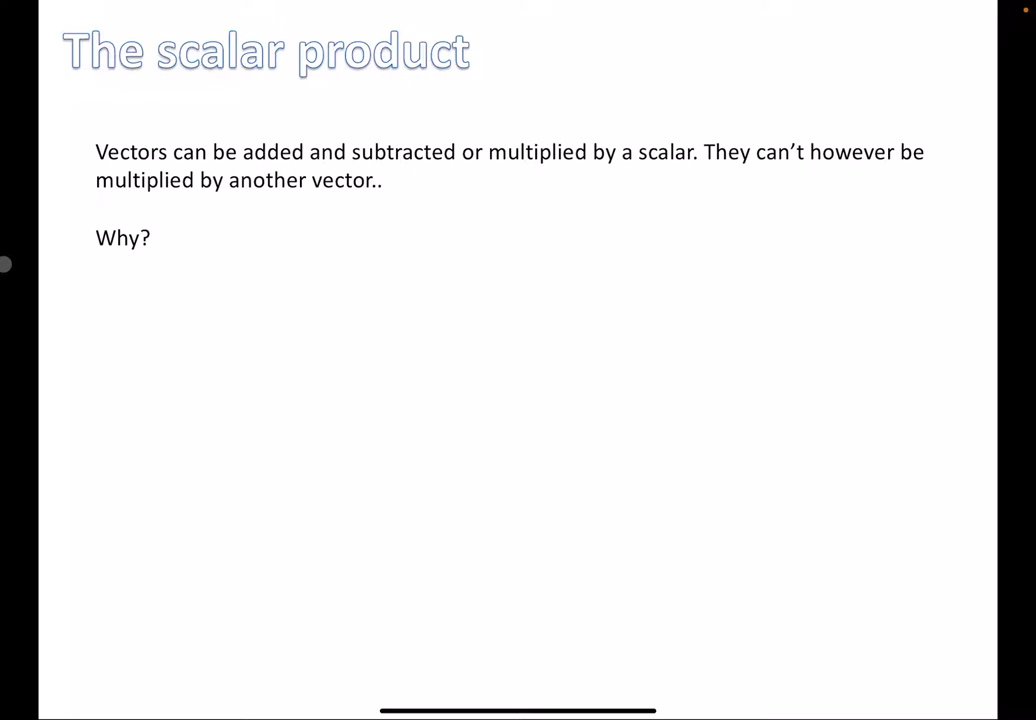 The scalar product
Vectors can be added and subtracted or multiplied by a scalar. They can’t however be
multiplied by another vector..
Why?